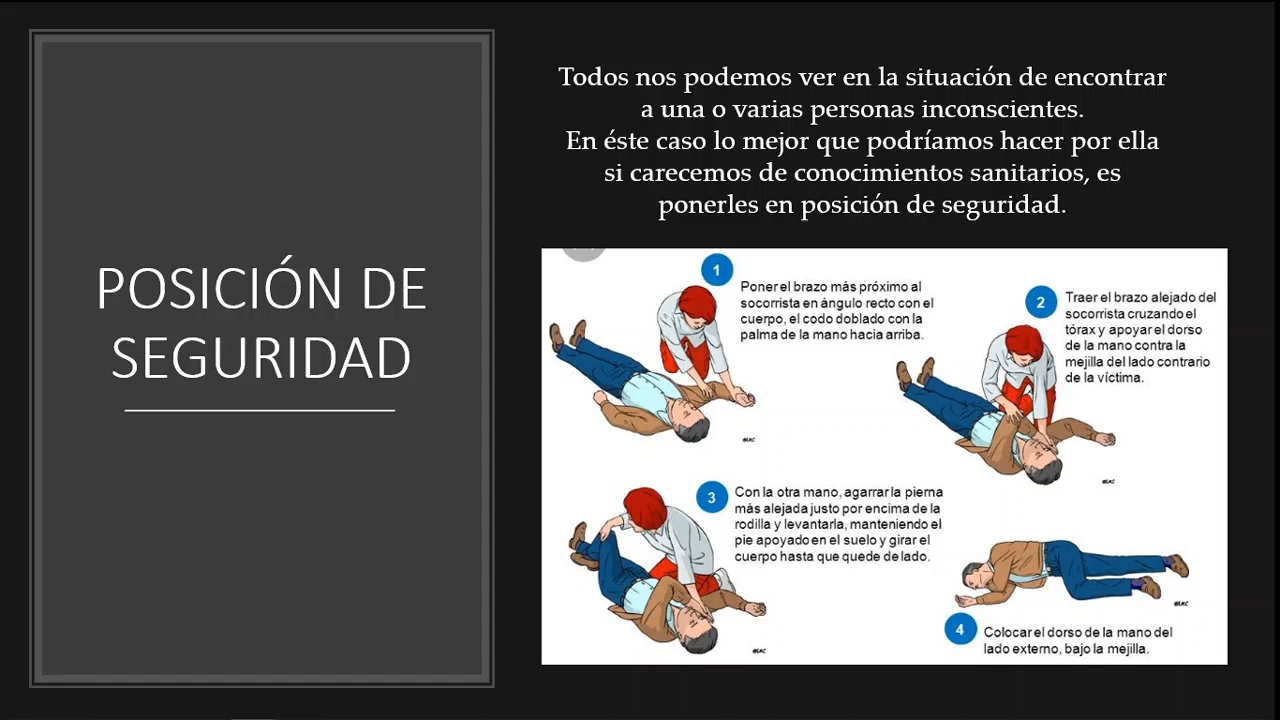 POSICIÓN DE
SEGURIDAD
Todos nos podemos ver en la situación de encontrar
a una o varias personas inconscientes.
En éste caso lo mejor que podríamos hacer por ella
si carecemos de conocimientos sanitarios, es
ponerles en posición de seguridad.
1
Poner el brazo más próximo al
socorrista en ángulo recto con el
cuerpo, el codo doblado con la
palma de la mano hacia arriba.
2
Traer el brazo alejado del
socorrista cruzando el
tórax y apoyar el dorso
de la mano contra la
mejilla del lado contrario
de la víctima.
3
Con la otra mano, agarrar la pierna
más alejada justo por encima de la
rodilla y levantarla, manteniendo el
pie apoyado en el suelo y girar el
cuerpo hasta que quede de lado.
4
Colocar el dorso de la mano del
lado externo, bajo la mejilla.